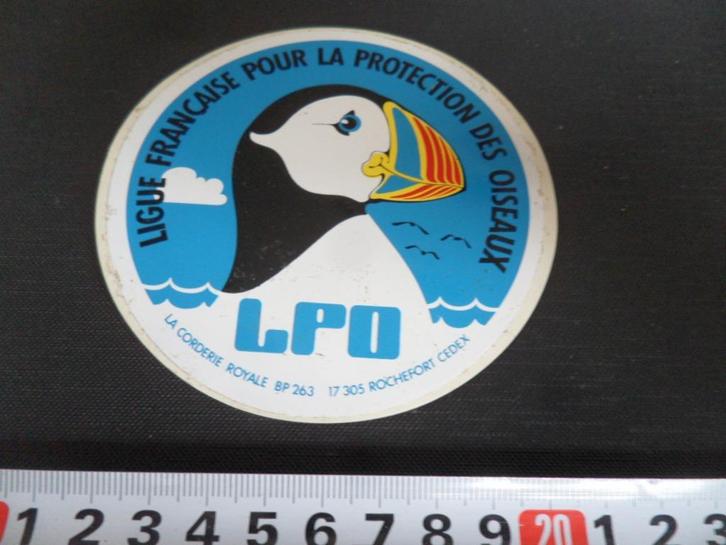 LIGUE FRANÇAISE POUR LA PROTECTION DES OISEAUX
LPO
LA CORDERIE ROYALE BP 263 17 305 ROCHEFORT CEDEX
1 2 3 4 5 6 7 8 9 20 1 2 3